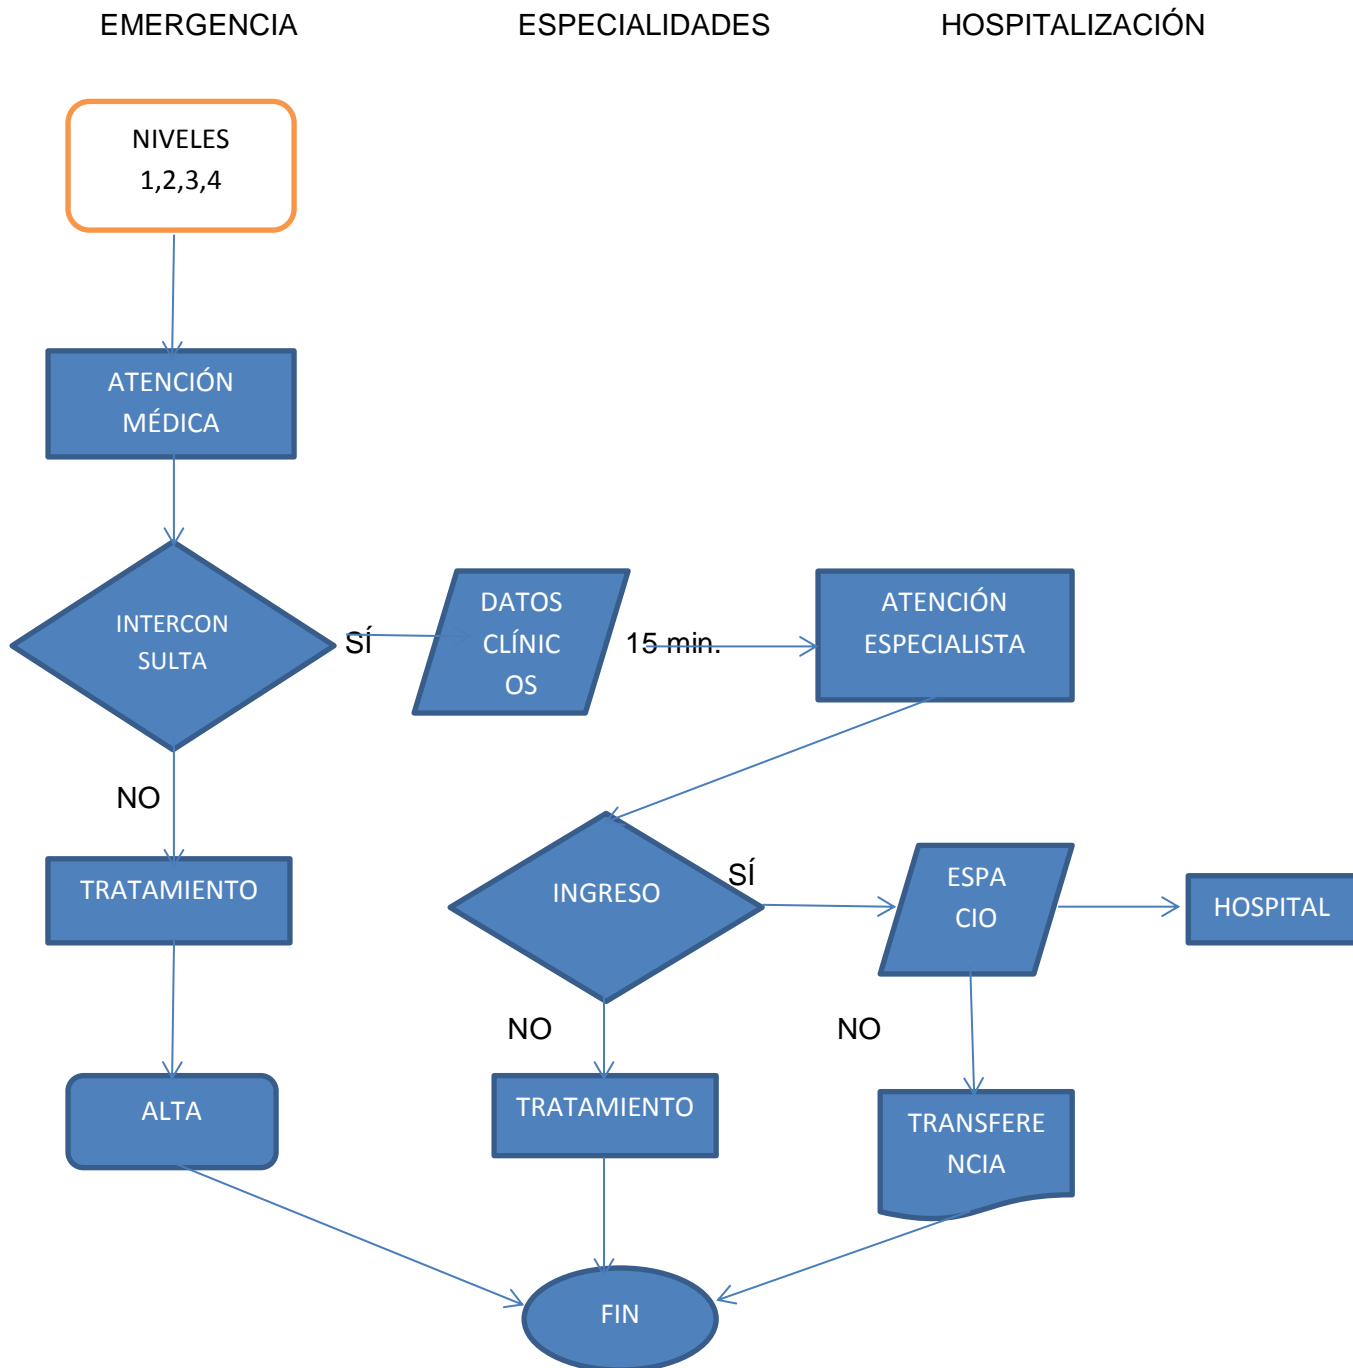 EMERGENCIA ESPECIALIDADES HOSPITALIZACIÓN
NIVELES
1,2,3,4
ATENCIÓN
MÉDICA
INTERCON
SULTA
SÍ
DATOS
CLÍNIC
OS
15 min.
ATENCIÓN
ESPECIALISTA
NO
TRATAMIENTO
INGRESO
SÍ
ESPA
CIO
HOSPITAL
NO
NO
ALTA
TRATAMIENTO
TRANSFERE
NCIA
FIN